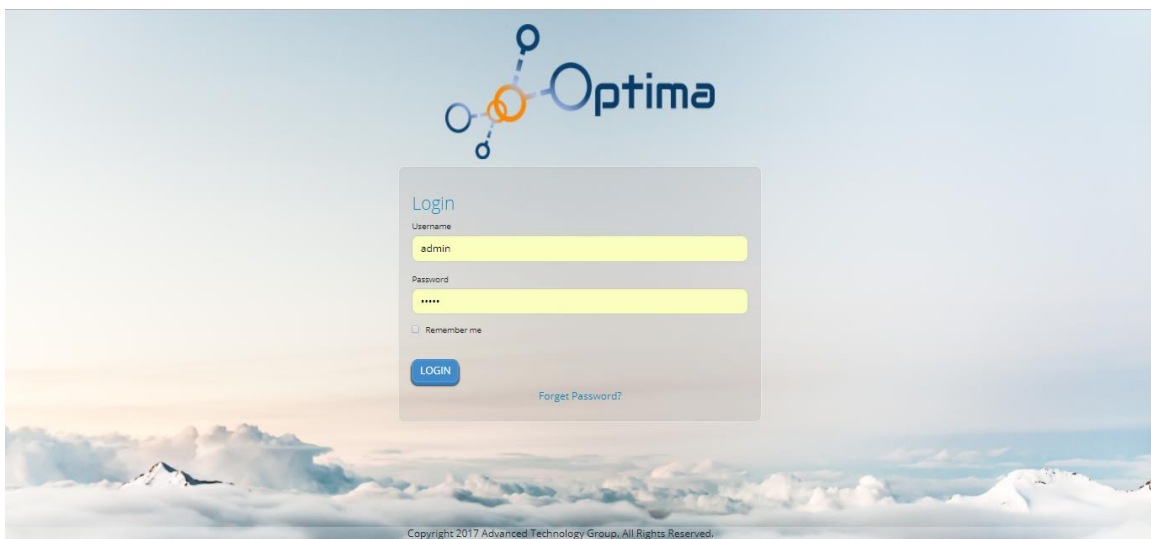 Optima
Login
Username
admin
Password
•••••
Remember me
LOGIN
Forget Password?
Copyright 2017 Advanced Technology Group. All Rights Reserved.